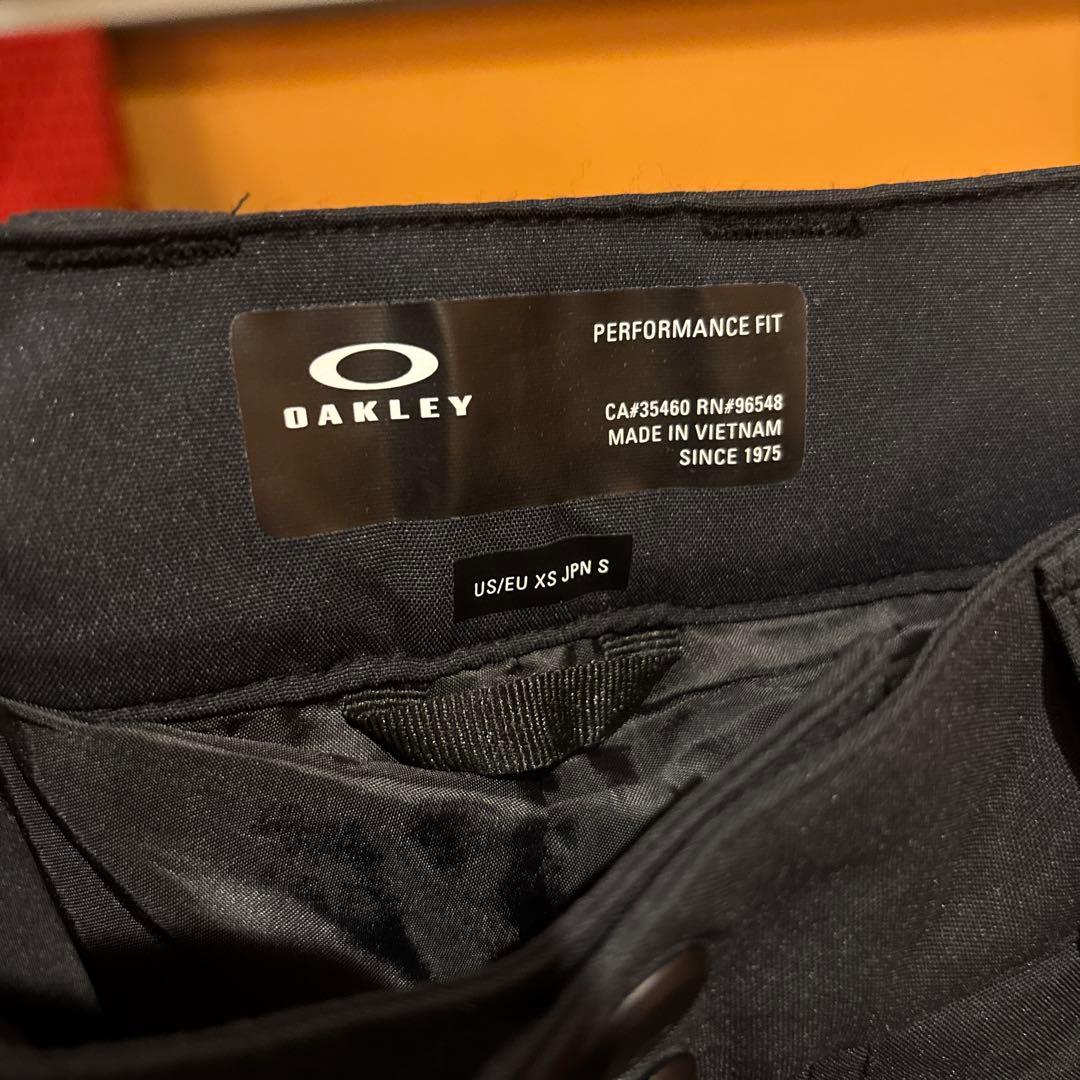 OAKLEY
PERFORMANCE FIT
CA#35460 RN#96548
MADE IN VIETNAM
SINCE 1975
US/EU XS JPN S